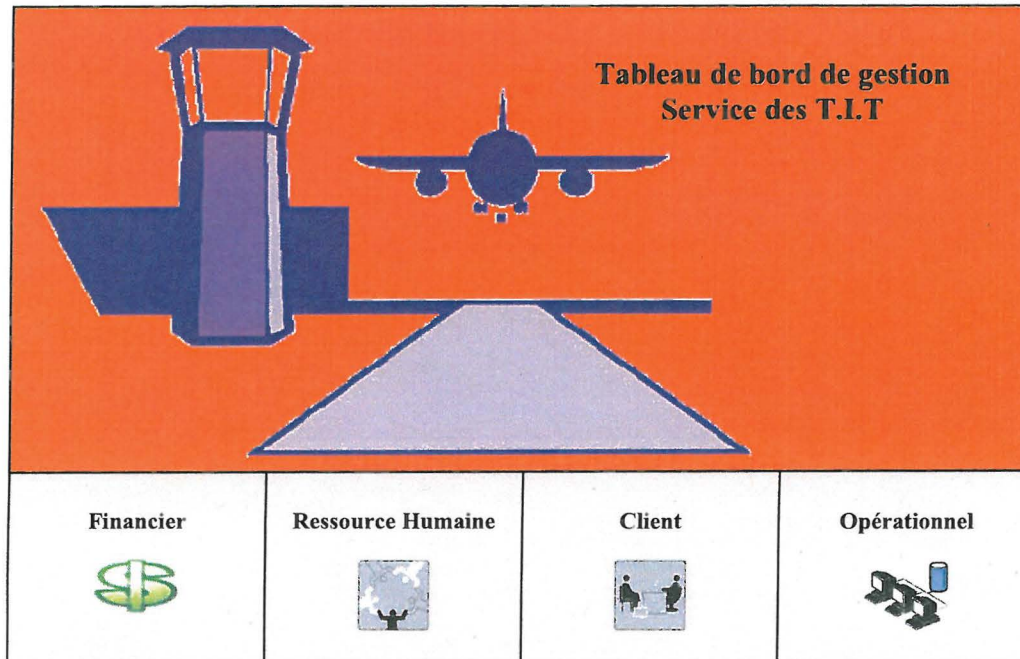 Tableau de bord de gestion
Service des T.I.T
Financier
Ressource Humaine
Client
Opérationnel